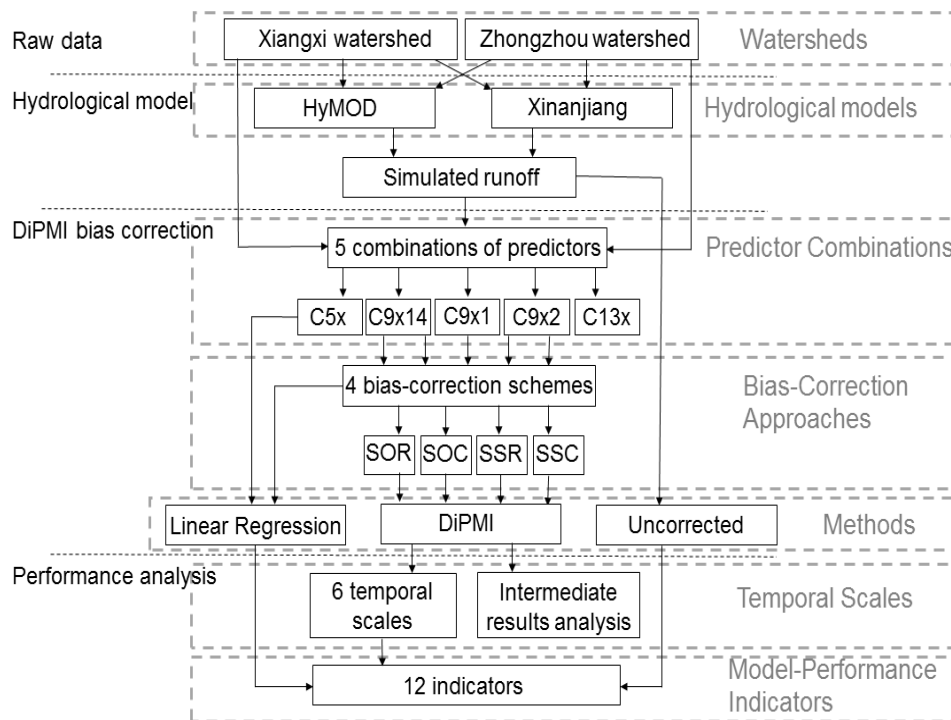 Raw data
Xiangxi watershed
Zhongzhou watershed
Watersheds
Hydrological model
HyMOD
Xinanjiang
Hydrological models
Simulated runoff
DiPMI bias correction
5 combinations of predictors
Predictor Combinations
C5x
C9x14
C9x1
C9x2
C13x
4 bias-correction schemes
Bias-Correction
Approaches
SOR
SOC
SSR
SSC
Linear Regression
DiPMI
Uncorrected
Methods
Performance analysis
6 temporal
scales
Intermediate
results analysis
Temporal Scales
12 indicators
Model-Performance
Indicators